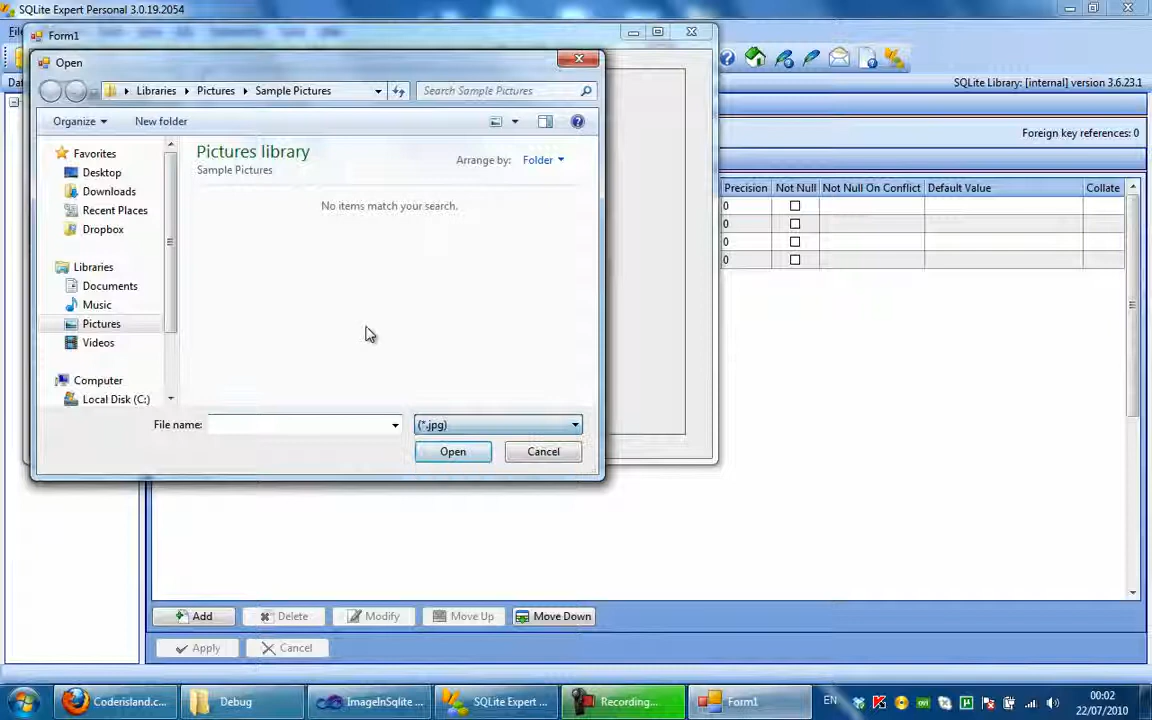 SQLite Expert Personal 3.0.19.2054
Form1
Open
Libraries
Pictures
Sample Pictures
Search Sample Pictures
SQLite Library: [internal] version 3.6.23.1
Organize
New folder
Foreign key references: 0
Favorites
Desktop
Downloads
Recent Places
Dropbox
Libraries
Documents
Music
Pictures
Videos
Computer
Local Disk (C:)
Pictures library
Sample Pictures
Arrange by: Folder
No items match your search.
Precision Not Null Not Null On Conflict Default Value Collate
0
0
0
0
File name:
(*.jpg)
Open Cancel
Add Delete Modify Move Up Move Down
Apply Cancel
Coderisland.c... Debug ImageInSqlite ... SQLite Expert ... Recording... Form1 EN
00:02
22/07/2010